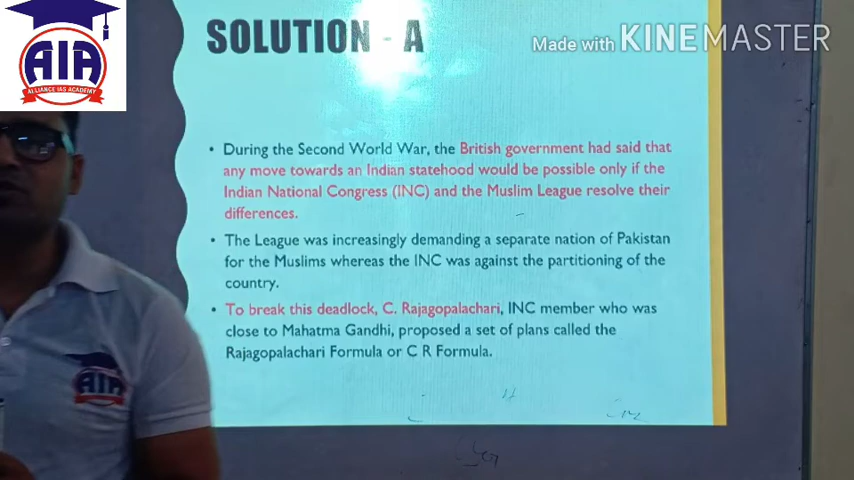 SOLUTION - A
Made with KINEMASTER
AIA
ALLIANCE IAS ACADEMY
• During the Second World War, the British government had said that
any move towards an Indian statehood would be possible only if the
Indian National Congress (INC) and the Muslim League resolve their
differences.
• The League was increasingly demanding a separate nation of Pakistan
for the Muslims whereas the INC was against the partitioning of the
country.
• To break this deadlock, C. Rajagopalachari, INC member who was
close to Mahatma Gandhi, proposed a set of plans called the
Rajagopalachari Formula or C R Formula.
AIA